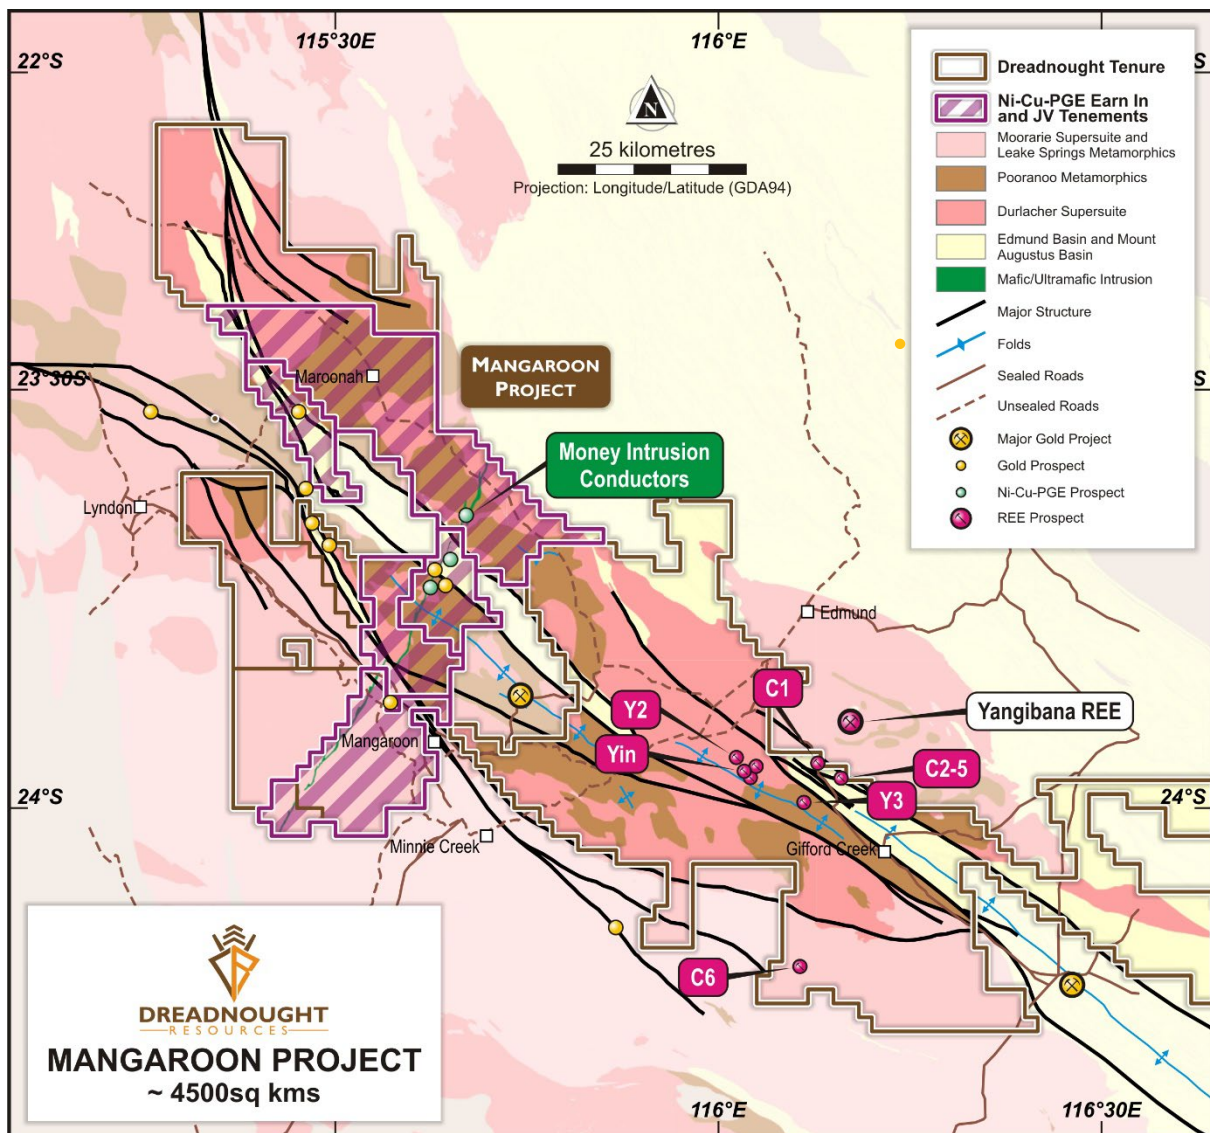 115°30E
116°E
22°S
S
25 kilometres
Projection: Longitude/Latitude (GDA94)
N
Dreadnought Tenure
Ni-Cu-PGE Earn In
and JV Tenements
Moorarie Supersuite and
Leake Springs Metamorphics
Pooranoo Metamorphics
Durlacher Supersuite
Edmund Basin and Mount
Augustus Basin
Mafic/Ultramafic Intrusion
Major Structure
Folds
Sealed Roads
Unsealed Roads
Major Gold Project
Gold Prospect
Ni-Cu-PGE Prospect
REE Prospect
23°30S
S
Maroonah
MANGAROON
PROJECT
Money Intrusion
Conductors
Lyndon
Edmund
C1
Y2
Yangibana REE
Yin
Mangaroon
C2-5
Y3
24°S
24°S
Minnie Creek
Gifford Creek
C6
DREADNOUGHT
RESOURCES
MANGAROON PROJECT
~ 4500sq kms
116°E
116°30E